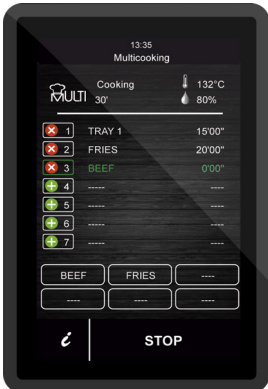 13:35
Multicooking
MULTI Cooking 132°C
30' 80%
1 TRAY 1 15'00"
2 FRIES 20'00"
3 BEEF 0'00"
4 ----- ----
5 ----- ----
6 ----- ----
7 ----- ----
BEEF FRIES ----
---- ---- ----
i STOP